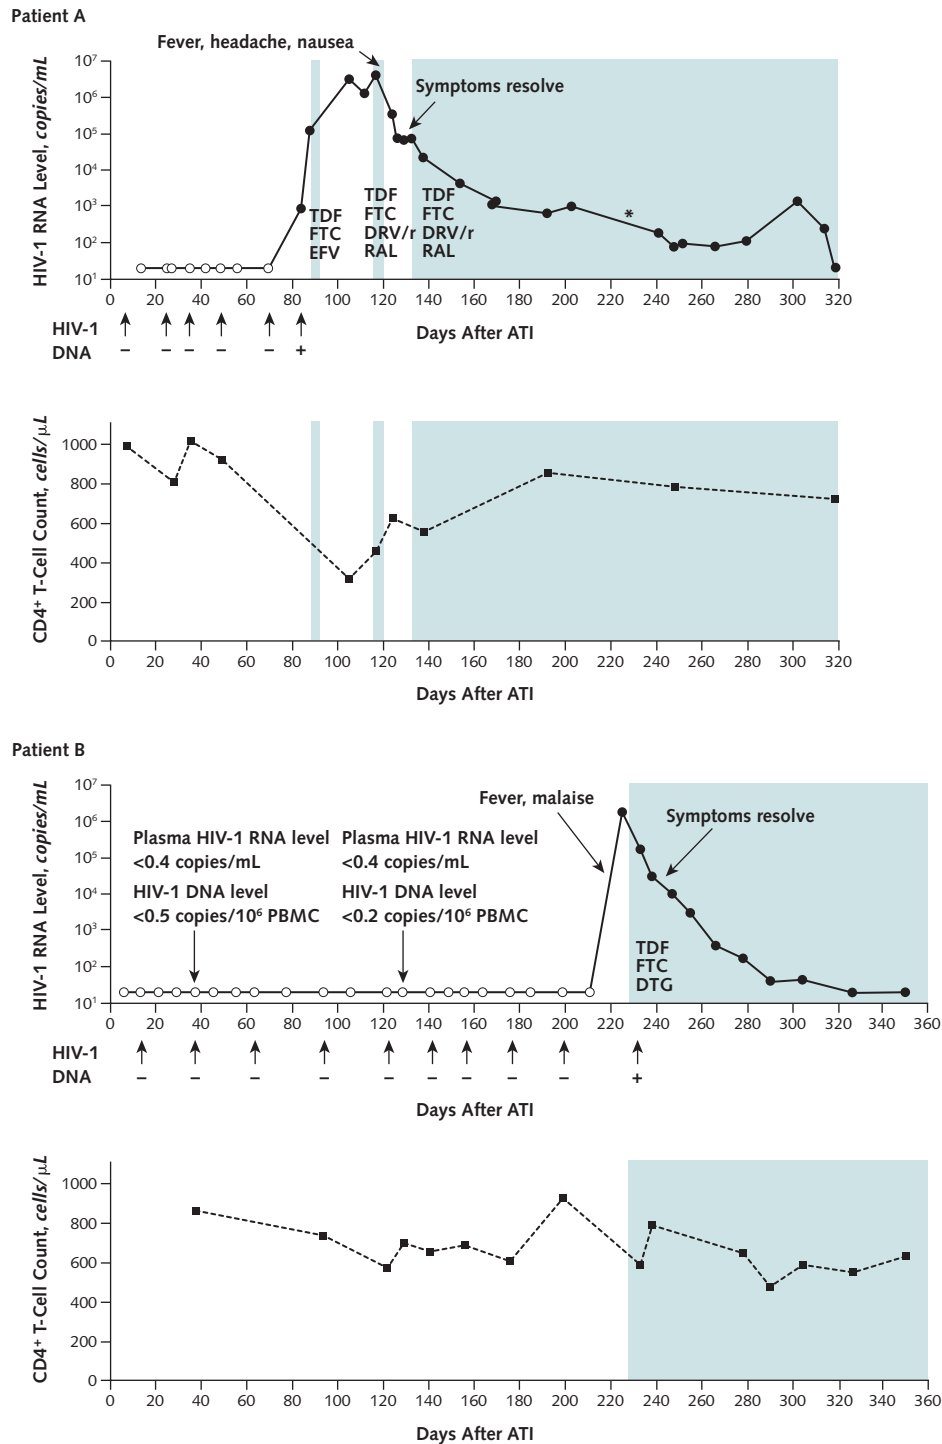 Patient A
Fever, headache, nausea
Symptoms resolve
HIV-1 RNA Level, copies/mL
10⁷
10⁶
10⁵
10⁴
10³
10²
10¹
TDF
FTC
EFV
TDF
FTC
DRV/r
RAL
TDF
FTC
DRV/r
RAL
*
0 20 40 60 80 100 120 140 160 180 200 220 240 260 280 300 320
Days After ATI
HIV-1
DNA
– – – – – +
CD4⁺ T-Cell Count, cells/µL
1000
800
600
400
200
0
0 20 40 60 80 100 120 140 160 180 200 220 240 260 280 300 320
Days After ATI
Patient B
HIV-1 RNA Level, copies/mL
10⁷
10⁶
10⁵
10⁴
10³
10²
10¹
Fever, malaise
Symptoms resolve
Plasma HIV-1 RNA level
<0.4 copies/mL
HIV-1 DNA level
<0.5 copies/10⁶ PBMC
Plasma HIV-1 RNA level
<0.4 copies/mL
HIV-1 DNA level
<0.2 copies/10⁶ PBMC
TDF
FTC
DTG
0 20 40 60 80 100 120 140 160 180 200 220 240 260 280 300 320 340 360
HIV-1
DNA
– – – – – – – – – +
Days After ATI
CD4⁺ T-Cell Count, cells/µL
1000
800
600
400
200
0
0 20 40 60 80 100 120 140 160 180 200 220 240 260 280 300 320 340 360
Days After ATI